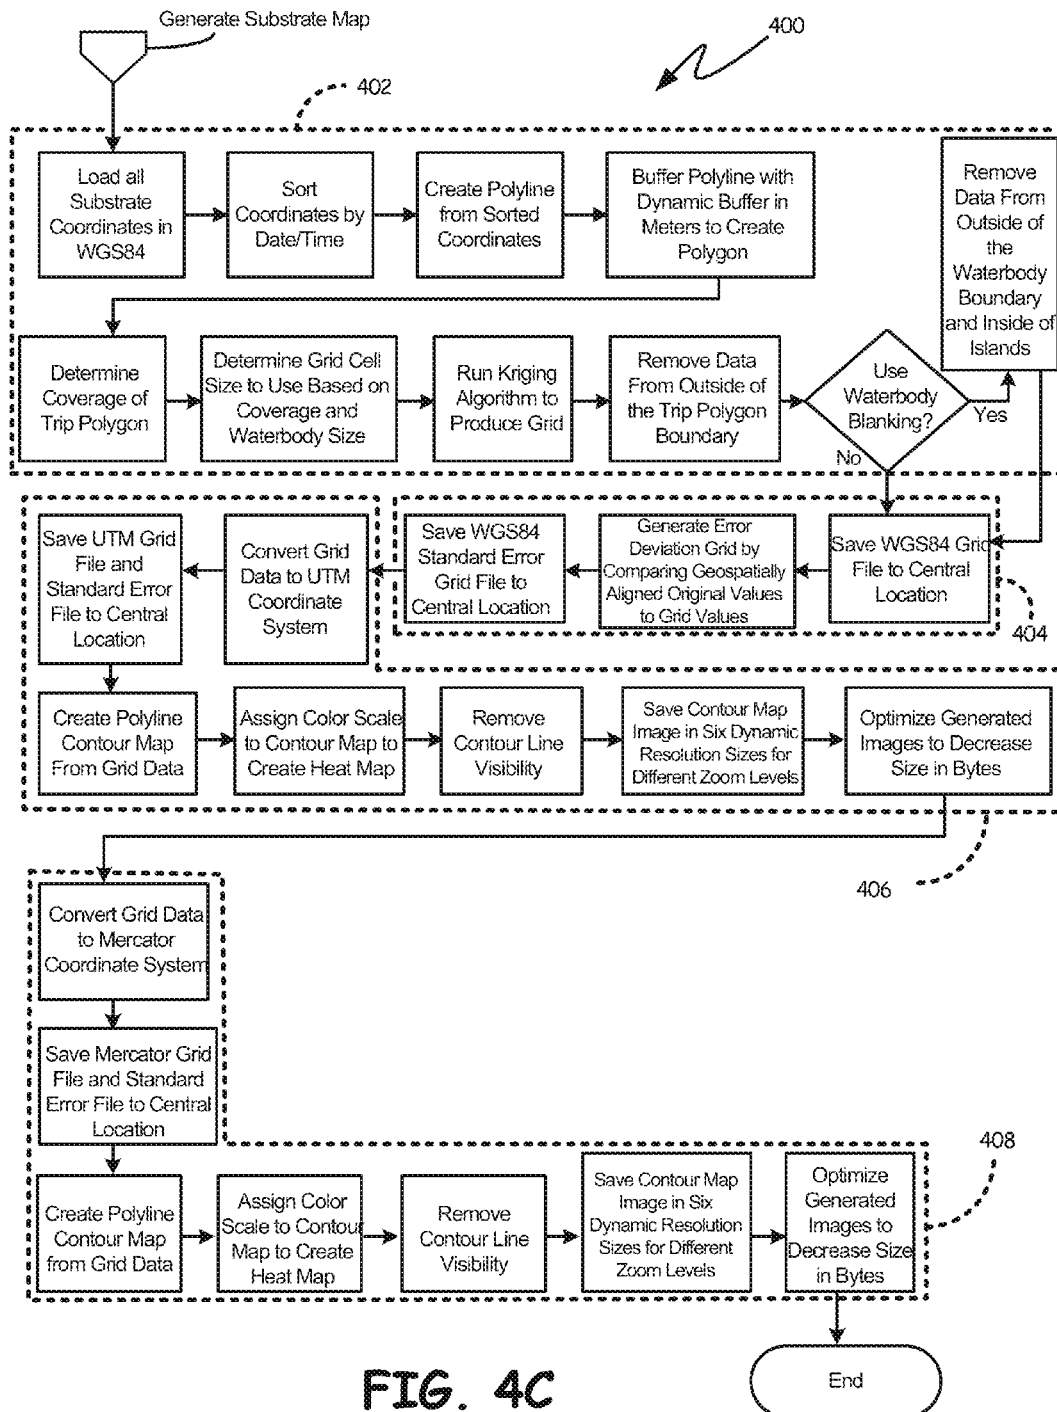 Generate Substrate Map
400
402
Load all
Substrate
Coordinates in
WGS84
Sort
Coordinates by
Date/Time
Create Polyline
from Sorted
Coordinates
Buffer Polyline with
Dynamic Buffer in
Meters to Create
Polygon
Remove
Data From
Outside of
the
Waterbody
Boundary
and Inside of
Islands
Determine
Coverage of
Trip Polygon
Determine Grid Cell
Size to Use Based on
Coverage and
Waterbody Size
Run Kriging
Algorithm to
Produce Grid
Remove Data
From Outside of
the Trip Polygon
Boundary
Use
Waterbody
Blanking?
Yes
No
Save WGS84 Grid
File to Central
Location
Generate Error
Deviation Grid by
Comparing Geospatially
Aligned Original Values
to Grid Values
Save WGS84
Standard Error
Grid File to
Central Location
404
Convert Grid
Data to UTM
Coordinate
System
Save UTM Grid
File and
Standard Error
File to Central
Location
Create Polyline
Contour Map
From Grid Data
Assign Color Scale
to Contour Map to
Create Heat Map
Remove
Contour Line
Visibility
Save Contour Map
Image in Six Dynamic
Resolution Sizes for
Different Zoom Levels
Optimize Generated
Images to Decrease
Size in Bytes
406
Convert Grid Data
to Mercator
Coordinate System
Save Mercator Grid
File and Standard
Error File to Central
Location
408
Create Polyline
Contour Map
from Grid Data
Assign Color
Scale to Contour
Map to Create
Heat Map
Remove
Contour Line
Visibility
Save Contour Map
Image in Six
Dynamic Resolution
Sizes for Different
Zoom Levels
Optimize
Generated
Images to
Decrease Size
in Bytes
End
FIG. 4C